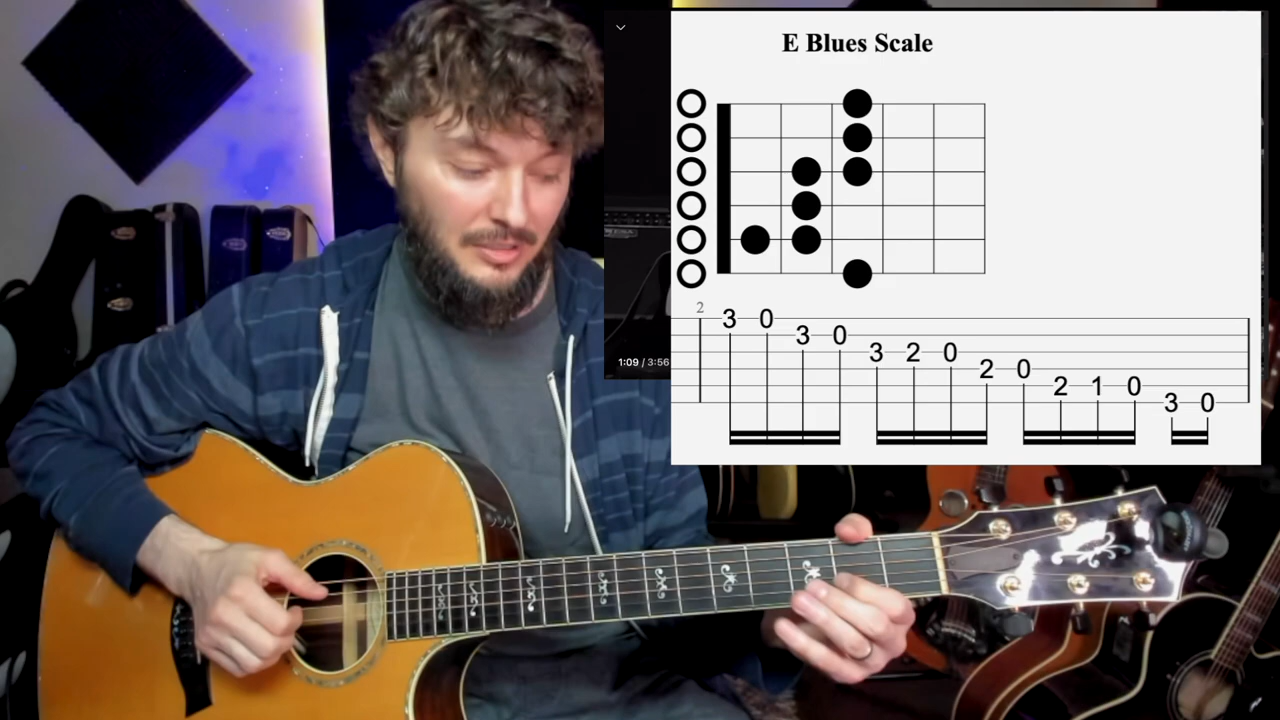 E Blues Scale
2
3 0 3 0 3 2 0 2 0 2 1 0 3 0
1:09 / 3:56